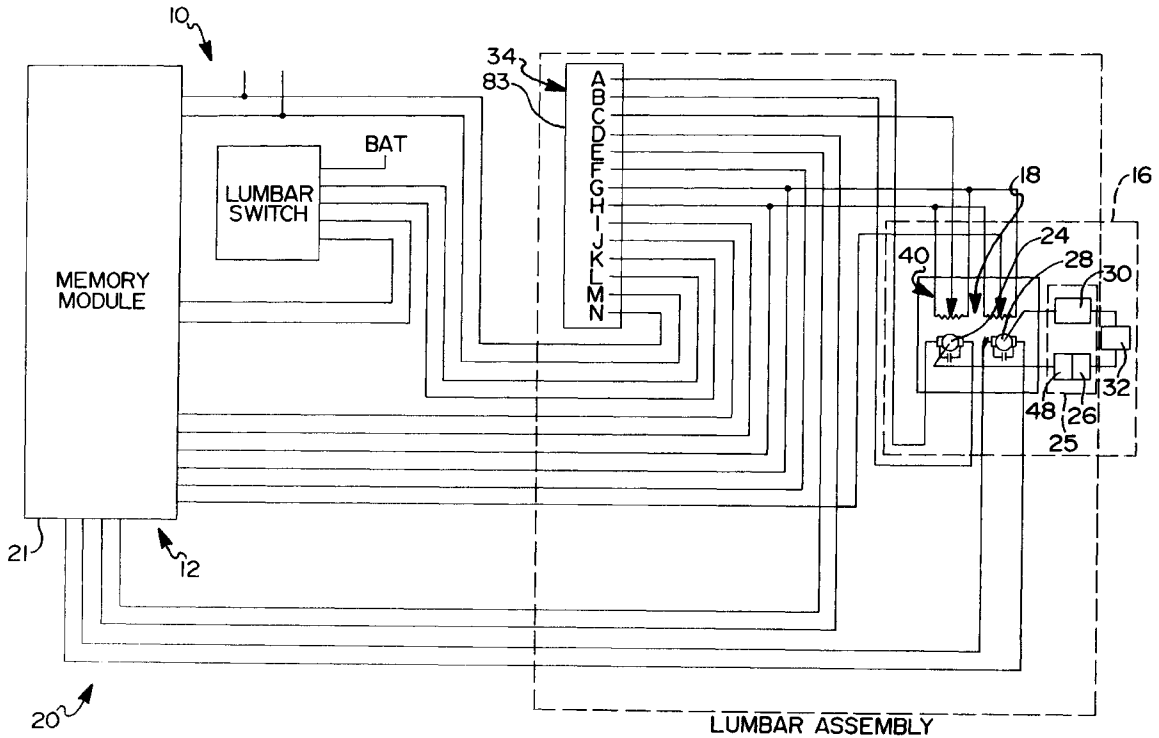 10
34
83
A
B
C
D
E
F
G
H
I
J
K
L
M
N
BAT
LUMBAR
SWITCH
MEMORY
MODULE
18
16
24
40
28
30
32
48
26
25
21
12
20
LUMBAR ASSEMBLY